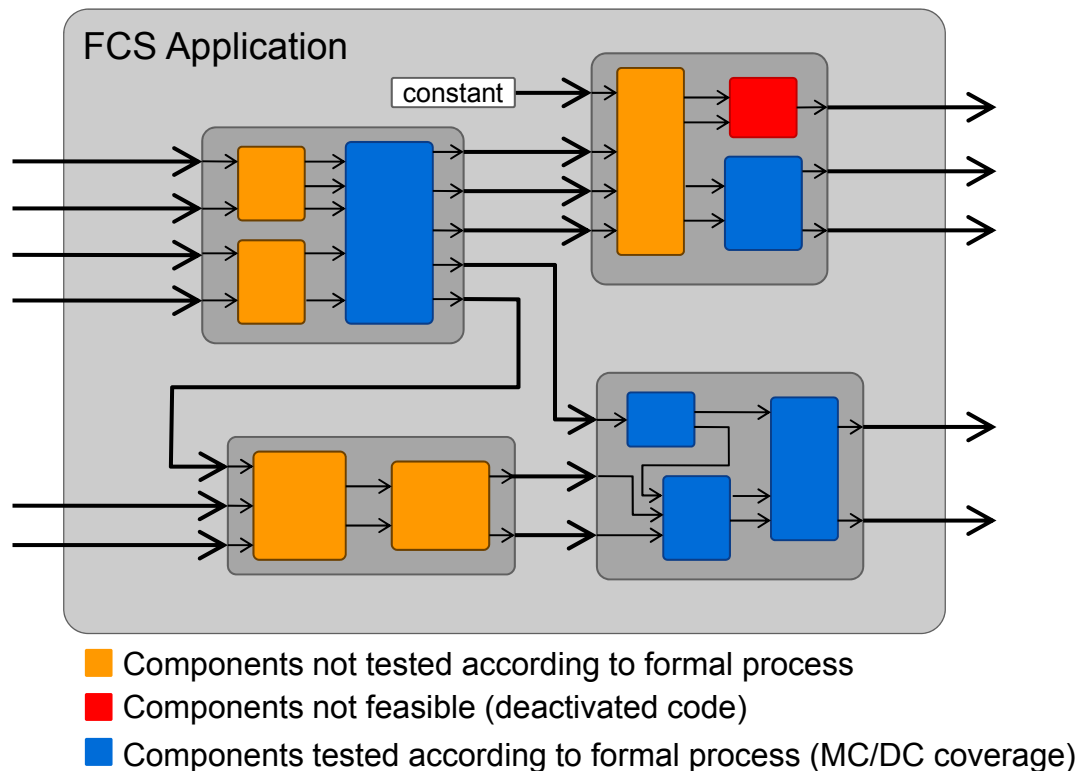 FCS Application
constant
Components not tested according to formal process
Components not feasible (deactivated code)
Components tested according to formal process (MC/DC coverage)